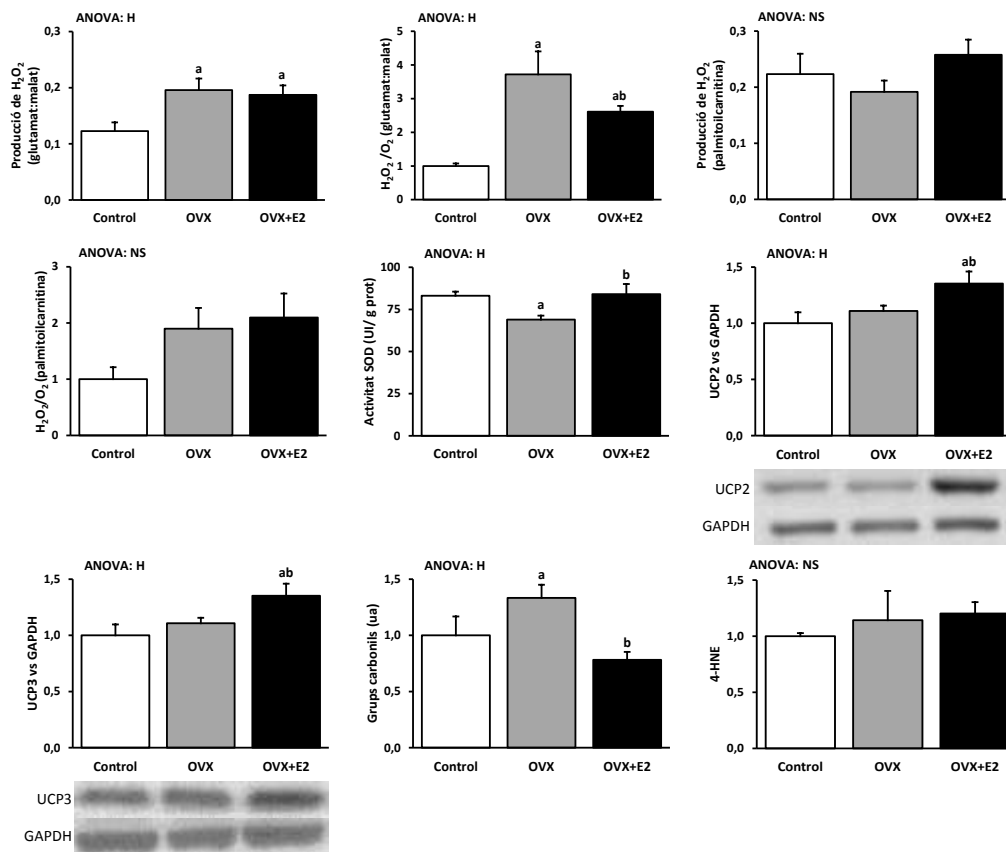 ANOVA: H
Producció de H2O2
(glutamat:malat)
0,3
0,2
0,1
0,0
a
a
Control
OVX
OVX+E2
ANOVA: H
H2O2 /O2 (glutamat:malat)
5
4
3
2
1
0
a
ab
Control
OVX
OVX+E2
ANOVA: NS
Producció de H2O2
(palmitoilcarnitina)
0,3
0,2
0,1
0,0
Control
OVX
OVX+E2
ANOVA: NS
H2O2/O2 (palmitoilcarnitina)
3
2
1
0
Control
OVX
OVX+E2
ANOVA: H
Activitat SOD (UI/ g prot)
100
75
50
25
0
a
b
Control
OVX
OVX+E2
ANOVA: H
UCP2 vs GAPDH
1,5
1,0
0,5
0,0
ab
Control
OVX
OVX+E2
UCP2
GAPDH
ANOVA: H
UCP3 vs GAPDH
1,5
1,0
0,5
0,0
ab
Control
OVX
OVX+E2
UCP3
GAPDH
ANOVA: H
Grups carbonils (ua)
1,5
1,0
0,5
0,0
a
b
Control
OVX
OVX+E2
ANOVA: NS
4-HNE
1,5
1,0
0,5
0,0
Control
OVX
OVX+E2